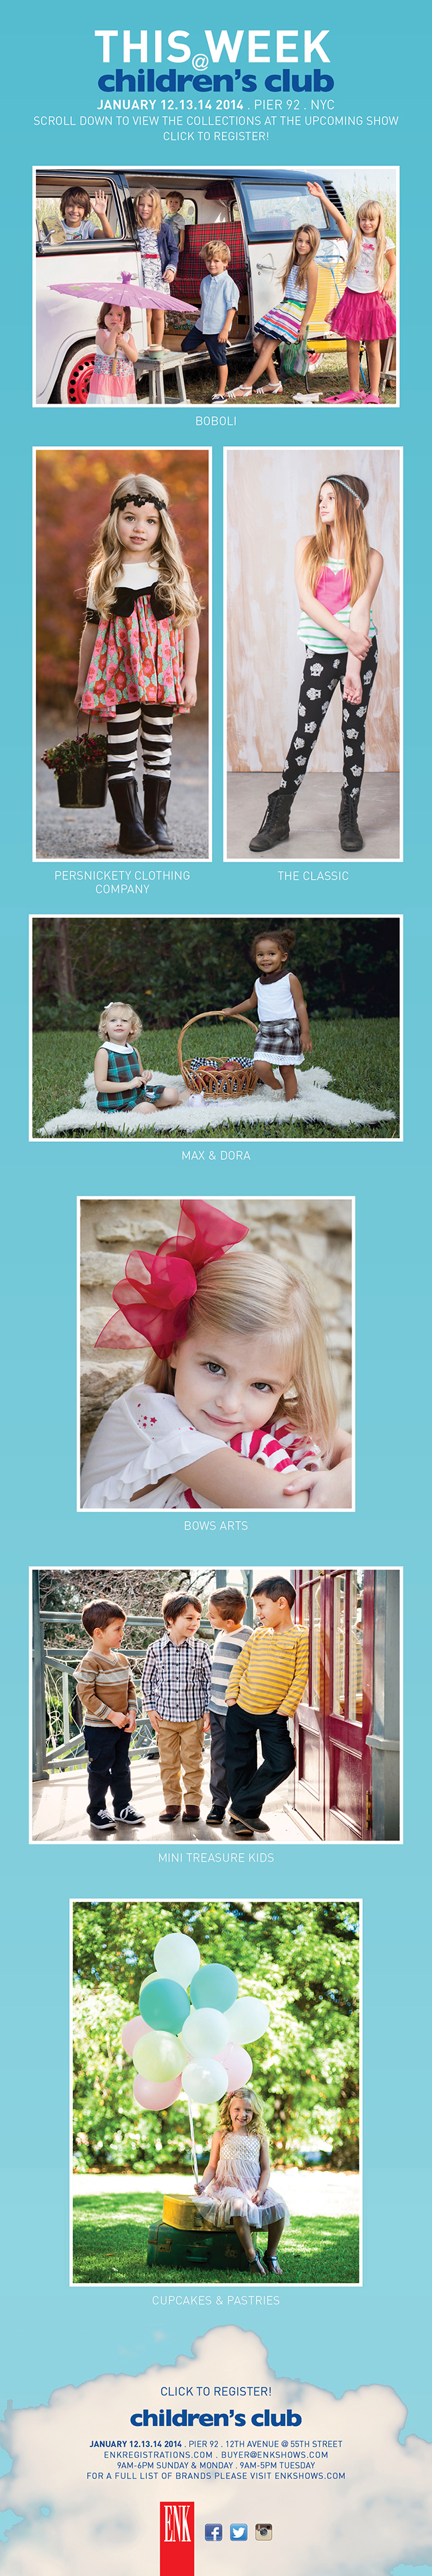 THIS WEEK
@
children's club
JANUARY 12.13.14 2014 . PIER 92 . NYC
SCROLL DOWN TO VIEW THE COLLECTIONS AT THE UPCOMING SHOW
CLICK TO REGISTER!
BOBOLI
PERSNICKETY CLOTHING
COMPANY
THE CLASSIC
MAX & DORA
BOWS ARTS
MINI TREASURE KIDS
CUPCAKES & PASTRIES
CLICK TO REGISTER!
children's club
JANUARY 12.13.14 2014 . PIER 92 . 12TH AVENUE @ 55TH STREET
ENKREGISTRATIONS.COM . BUYER@ENKSHOWS.COM
9AM-6PM SUNDAY & MONDAY . 9AM-5PM TUESDAY
FOR A FULL LIST OF BRANDS PLEASE VISIT ENKSHOWS.COM
ENK